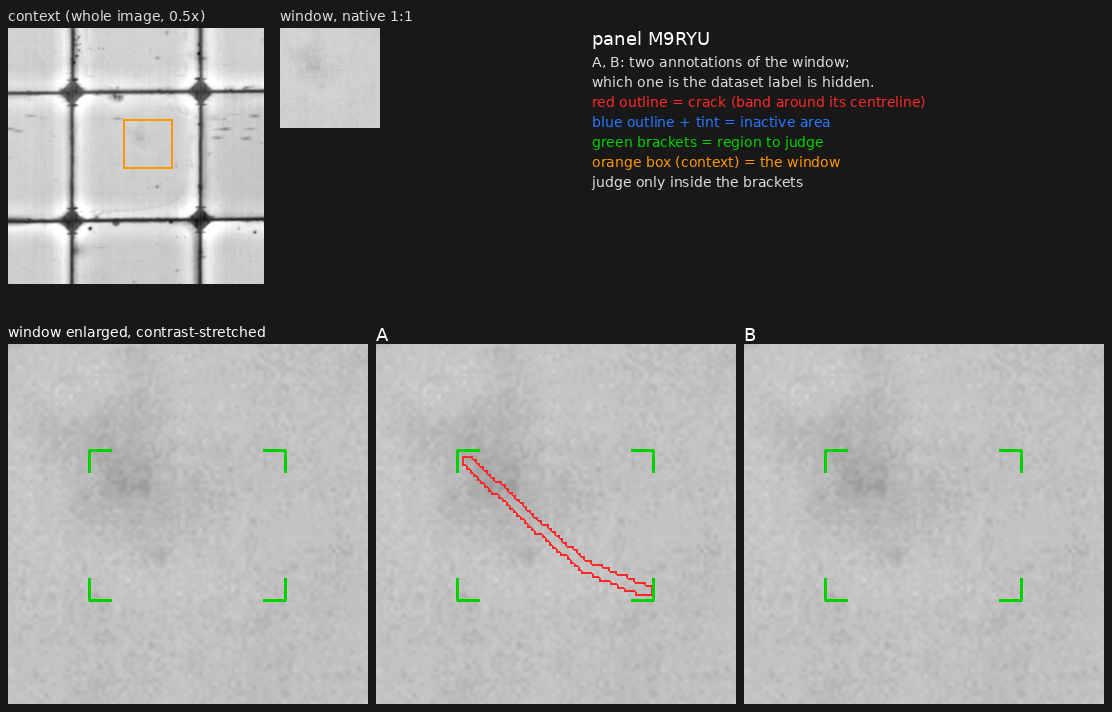 context (whole image, 0.5x)
window, native 1:1
panel M9RYU
A, B: two annotations of the window;
which one is the dataset label is hidden.
red outline = crack (band around its centreline)
blue outline + tint = inactive area
green brackets = region to judge
orange box (context) = the window
judge only inside the brackets
window enlarged, contrast-stretched
A
B